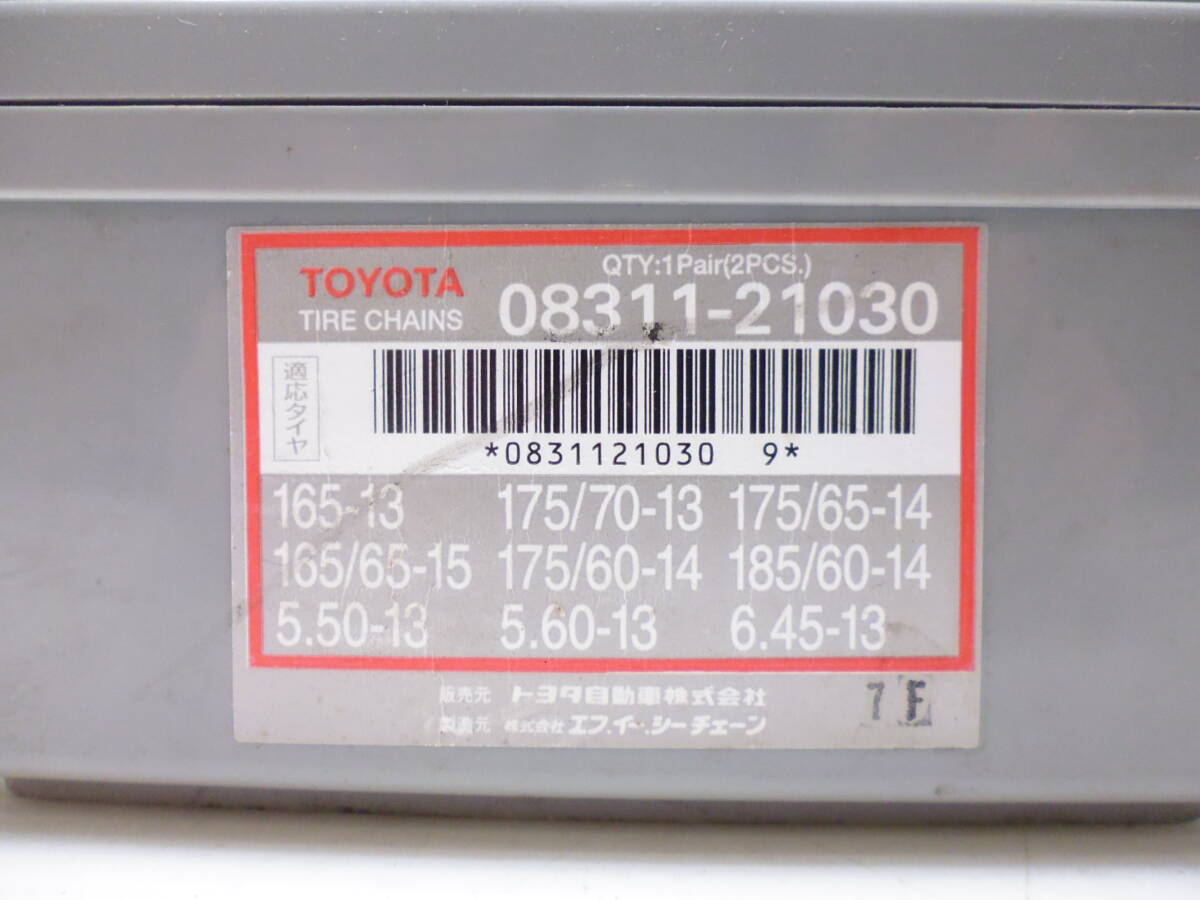 TOYOTA
TIRE CHAINS
QTY:1Pair(2PCS.)
08311-21030
適応タイヤ
*0831121030 9*
165-13 175/70-13 175/65-14
165/65-15 175/60-14 185/60-14
5.50-13 5.60-13 6.45-13
販売元 トヨタ自動車株式会社
製造元 株式会社 エフ.イー.シーチェーン
7 F